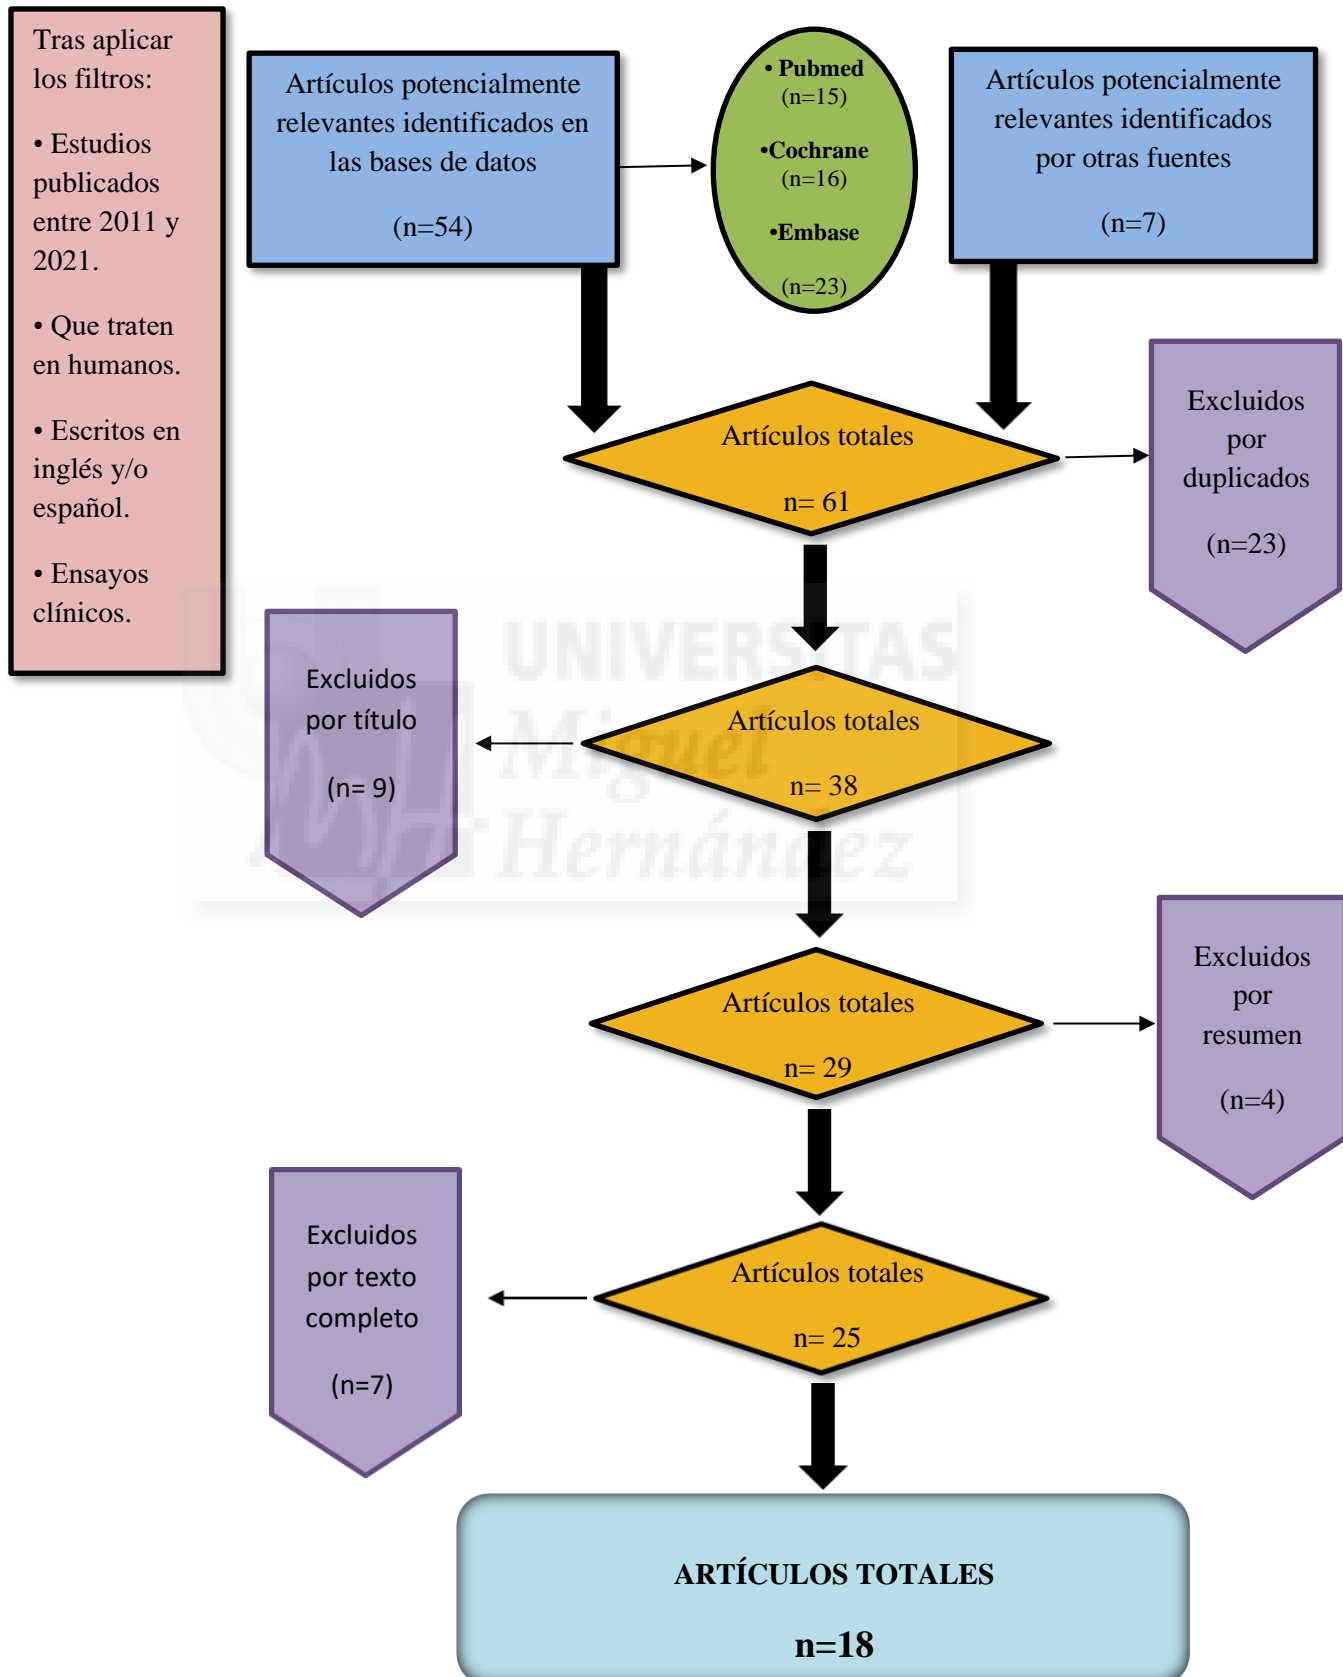 Tras aplicar
los filtros:
• Estudios
publicados
entre 2011 y
2021.
• Que traten
en humanos.
• Escritos en
inglés y/o
español.
• Ensayos
clínicos.
Artículos potencialmente
relevantes identificados en
las bases de datos
(n=54)
• Pubmed
(n=15)
•Cochrane
(n=16)
•Embase
(n=23)
Artículos potencialmente
relevantes identificados
por otras fuentes
(n=7)
Artículos totales
n= 61
Excluidos
por
duplicados
(n=23)
UNIVERSITAS
Miguel
Hernández
Artículos totales
n= 38
Excluidos
por título
(n= 9)
Artículos totales
n= 29
Excluidos
por
resumen
(n=4)
Artículos totales
n= 25
Excluidos
por texto
completo
(n=7)
ARTÍCULOS TOTALES
n=18